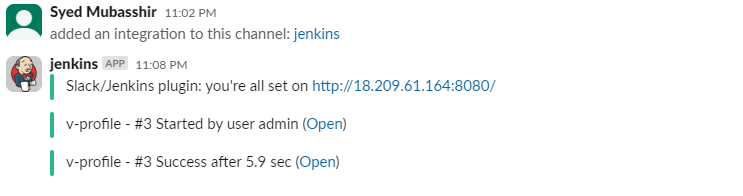 Syed Mubasshir 11:02 PM
added an integration to this channel: jenkins
jenkins APP 11:08 PM
Slack/Jenkins plugin: you're all set on http://18.209.61.164:8080/
v-profile - #3 Started by user admin (Open)
v-profile - #3 Success after 5.9 sec (Open)